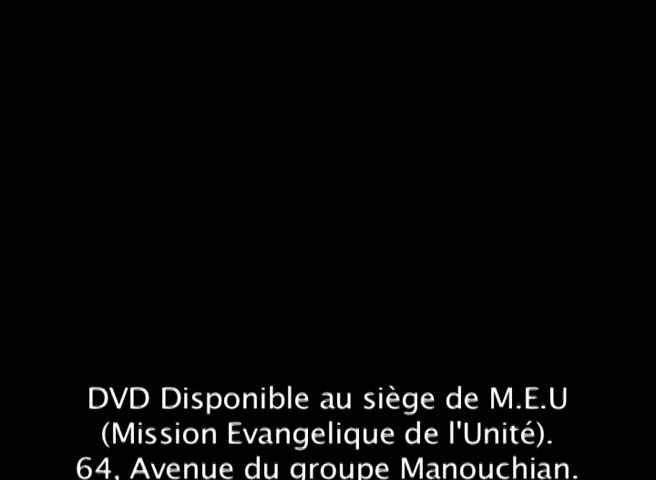 DVD Disponible au siège de M.E.U
(Mission Evangelique de l'Unité).
64, Avenue du groupe Manouchian.